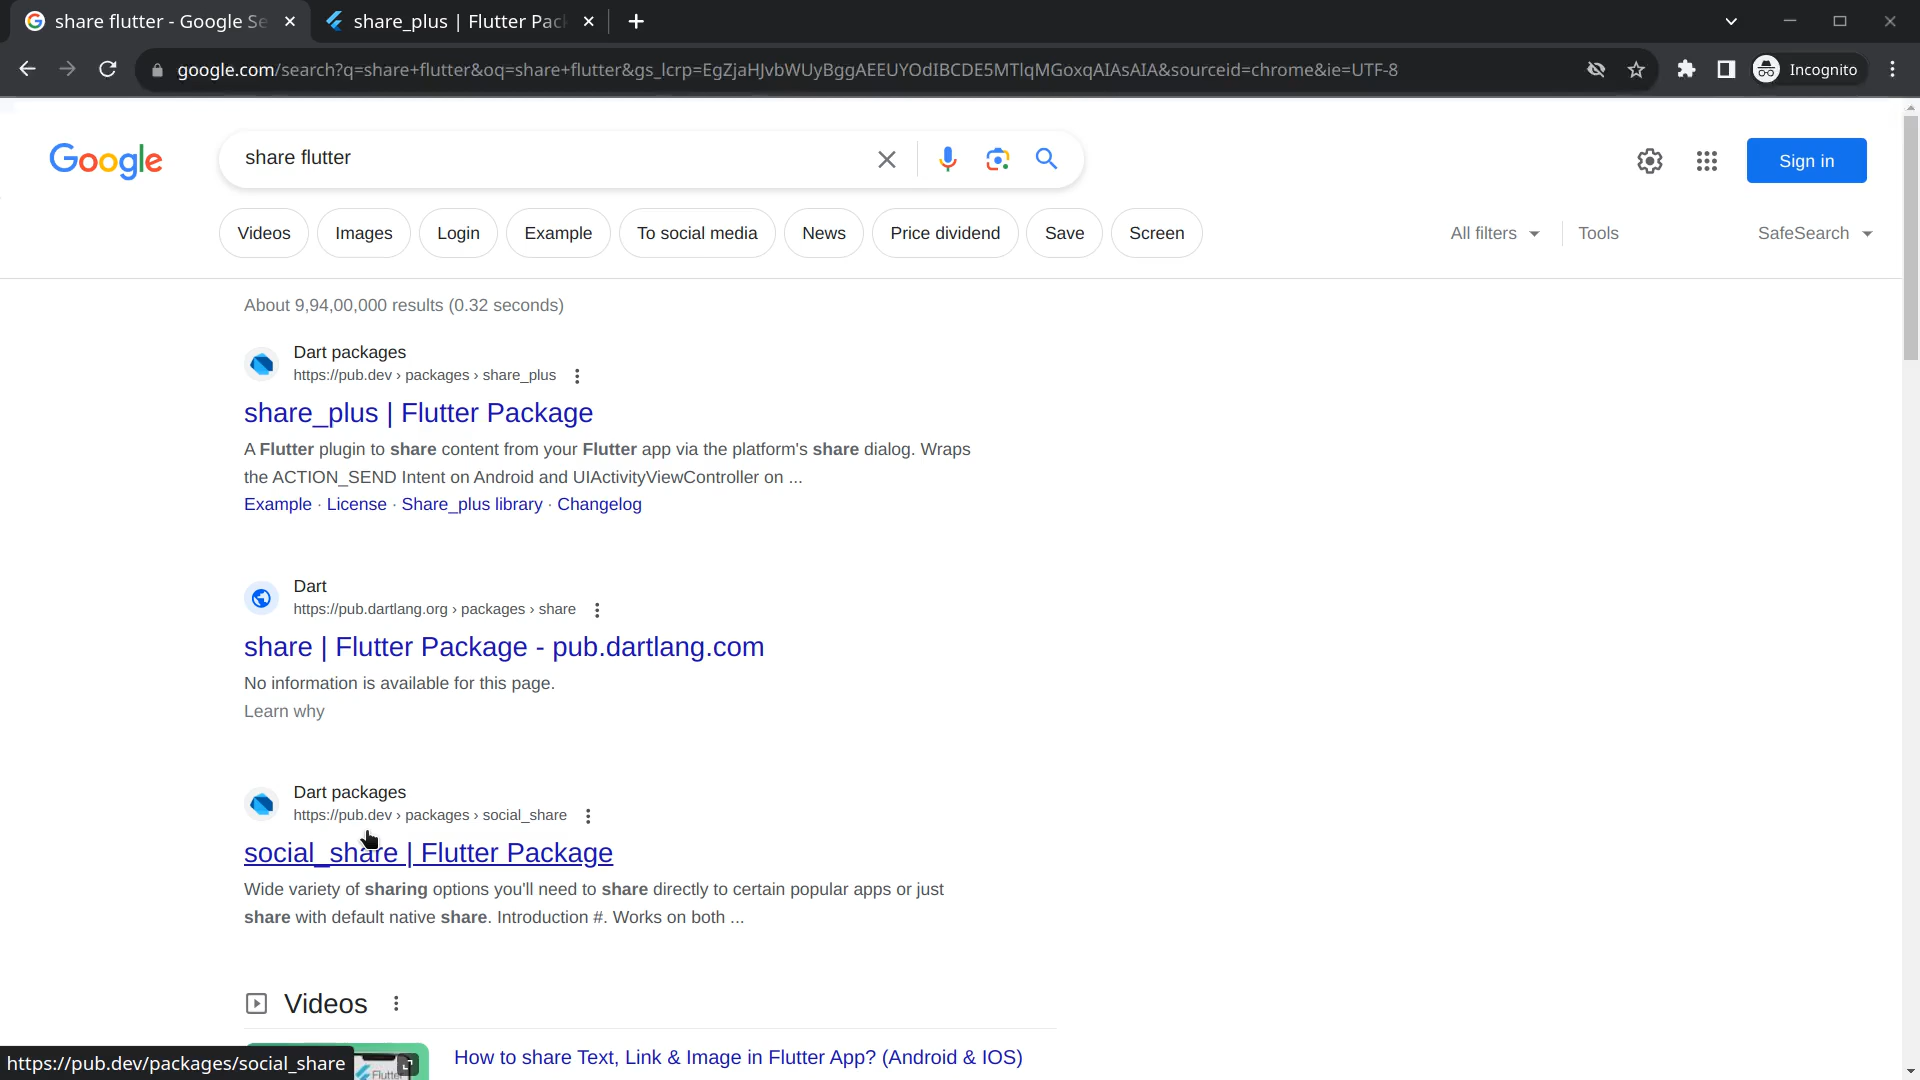 share flutter - Google Se
share_plus | Flutter Pac
google.com/search?q=share+flutter&oq=share+flutter&gs_lcrp=EgZjaHJvbWUyBggAEEUYOdIBCDE5MTlqMGoxqAIAsAIA&sourceid=chrome&ie=UTF-8
Incognito
Google
share flutter
Sign in
Videos
Images
Login
Example
To social media
News
Price dividend
Save
Screen
All filters
Tools
SafeSearch
About 9,94,00,000 results (0.32 seconds)
Dart packages
https://pub.dev › packages › share_plus
share_plus | Flutter Package
A Flutter plugin to share content from your Flutter app via the platform's share dialog. Wraps
the ACTION_SEND Intent on Android and UIActivityViewController on ...
Example · License · Share_plus library · Changelog
Dart
https://pub.dartlang.org › packages › share
share | Flutter Package - pub.dartlang.com
No information is available for this page.
Learn why
Dart packages
https://pub.dev › packages › social_share
social_share | Flutter Package
Wide variety of sharing options you'll need to share directly to certain popular apps or just
share with default native share. Introduction #. Works on both ...
Videos
How to share Text, Link & Image in Flutter App? (Android & IOS)
https://pub.dev/packages/social_share
Flutter